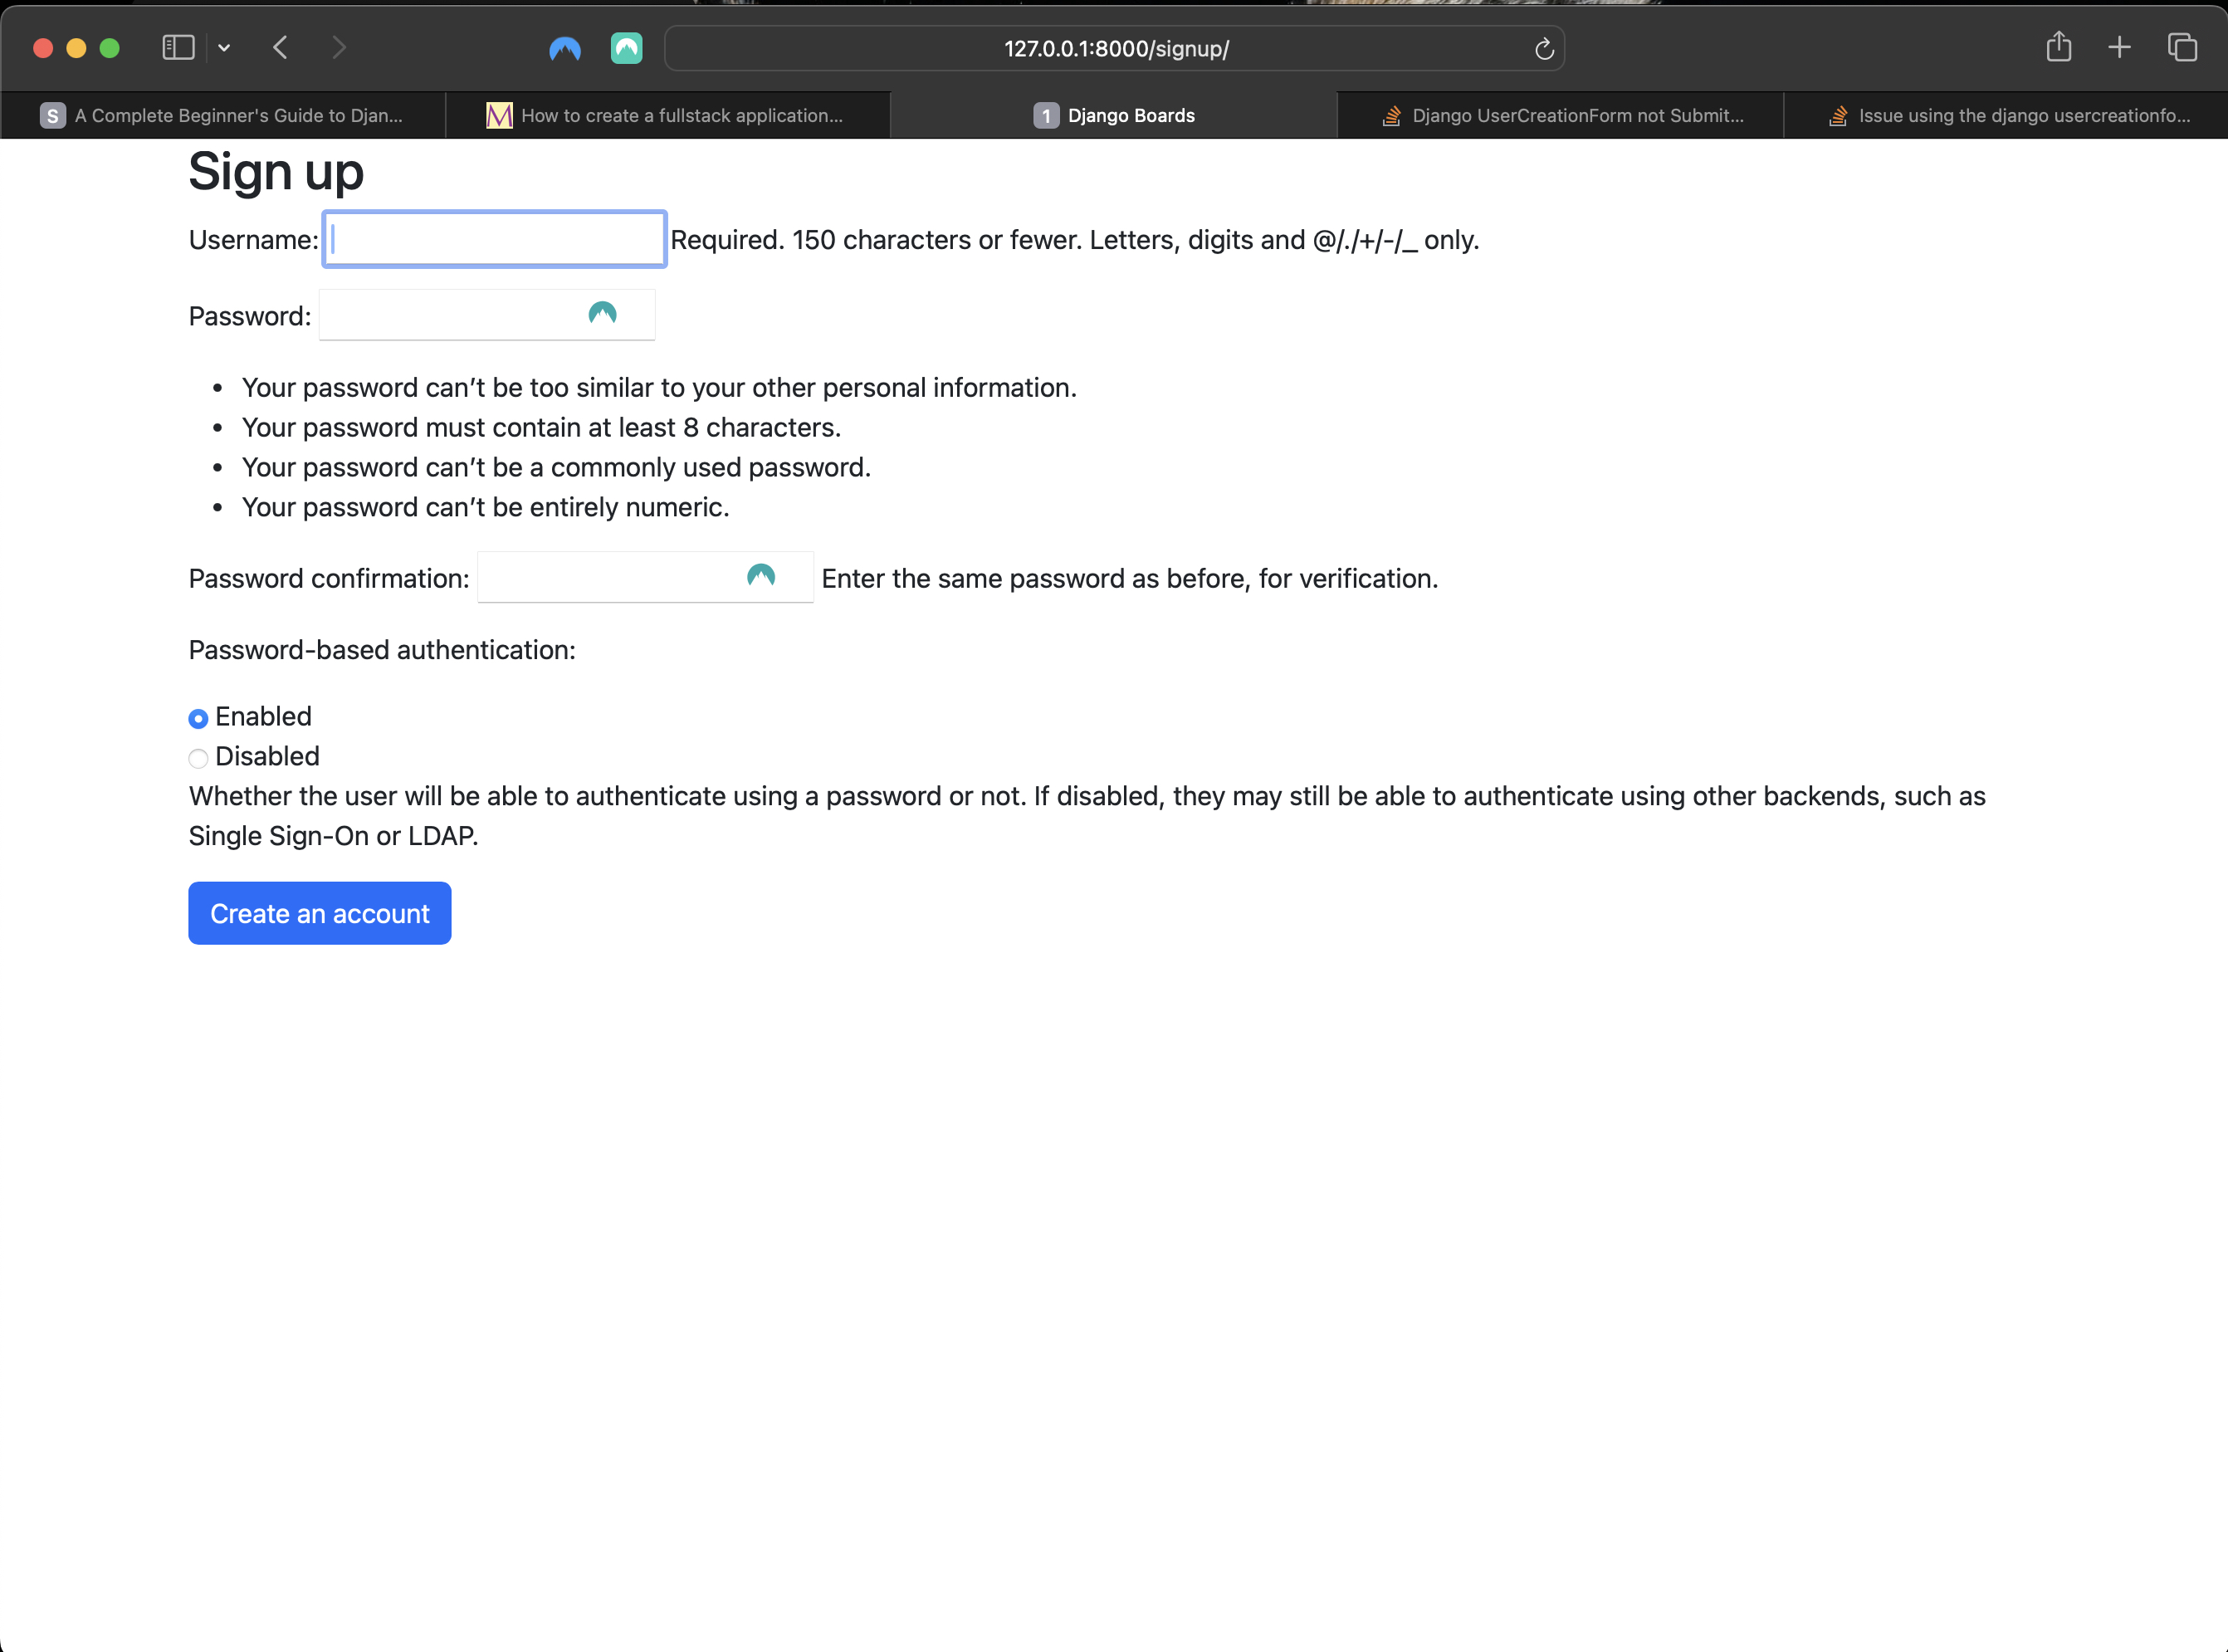 127.0.0.1:8000/signup/
S A Complete Beginner's Guide to Djan...
M How to create a fullstack application...
1 Django Boards
Django UserCreationForm not Submit...
Issue using the django usercreationfo...
Sign up
Username: Required. 150 characters or fewer. Letters, digits and @/./+/-/_ only.
Password:
• Your password can’t be too similar to your other personal information.
• Your password must contain at least 8 characters.
• Your password can’t be a commonly used password.
• Your password can’t be entirely numeric.
Password confirmation: Enter the same password as before, for verification.
Password-based authentication:
Enabled
Disabled
Whether the user will be able to authenticate using a password or not. If disabled, they may still be able to authenticate using other backends, such as
Single Sign-On or LDAP.
Create an account